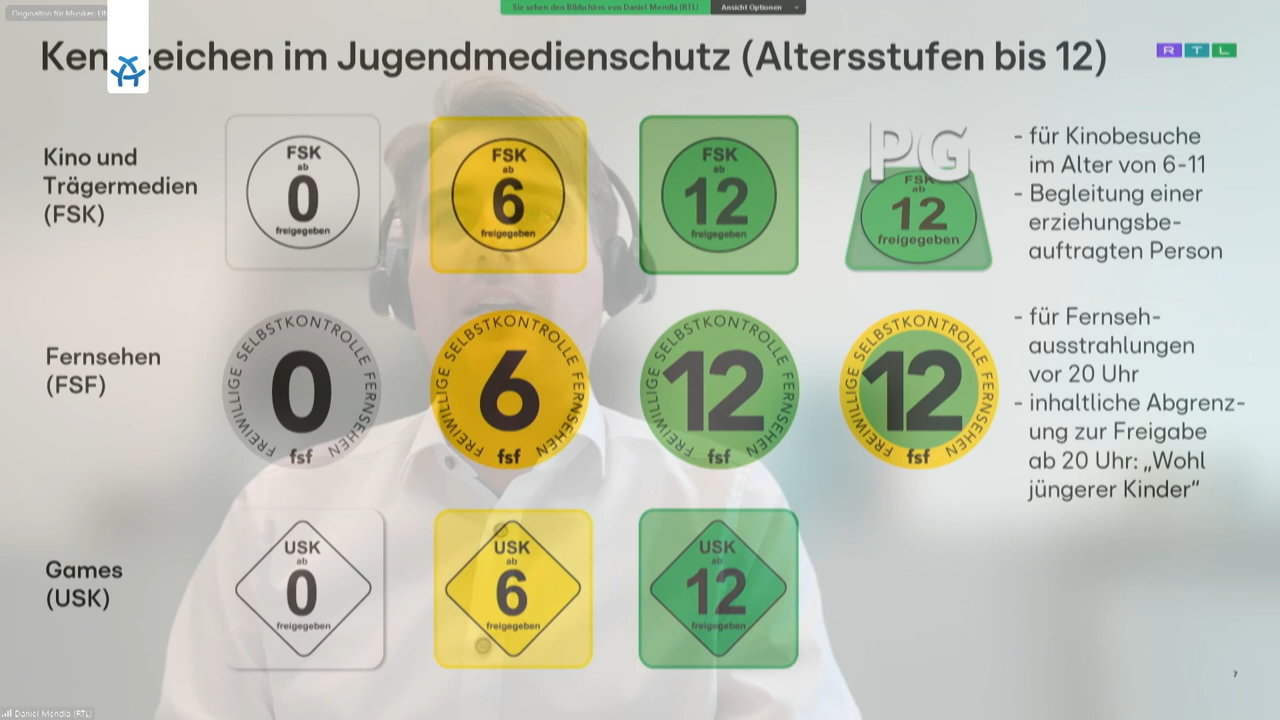 Originalton für Munken: EIN
Sie sehen den Bildschirm von Daniel Mendla (RTL)
Ansicht Optionen
Ken zeichen im Jugendmedienschutz (Altersstufen bis 12)
R T L
Kino und
Trägermedien
(FSK)
FSK
ab
0
freigegeben
FSK
ab
6
freigegeben
FSK
ab
12
freigegeben
PG
FSK
ab
12
freigegeben
- für Kinobesuche
im Alter von 6-11
- Begleitung einer
erziehungsbe-
auftragten Person
Fernsehen
(FSF)
FREIWILLIGE SELBSTKONTROLLE FERNSEHEN
0
fsf
FREIWILLIGE SELBSTKONTROLLE FERNSEHEN
6
fsf
FREIWILLIGE SELBSTKONTROLLE FERNSEHEN
12
fsf
FREIWILLIGE SELBSTKONTROLLE FERNSEHEN
12
fsf
- für Fernseh-
ausstrahlungen
vor 20 Uhr
- inhaltliche Abgrenz-
ung zur Freigabe
ab 20 Uhr: „Wohl
jüngerer Kinder“
Games
(USK)
USK
ab
0
freigegeben
USK
ab
6
freigegeben
USK
ab
12
freigegeben
7
Daniel Mendla (RTL)